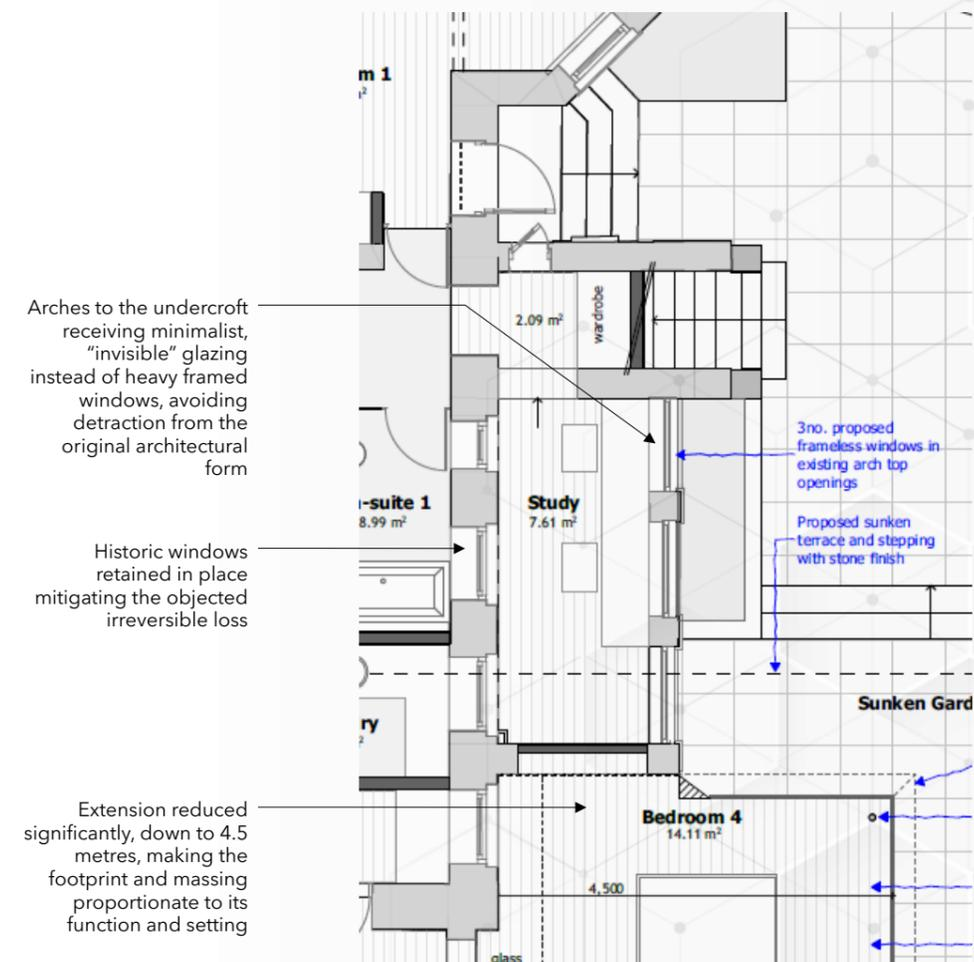 m 1
Arches to the undercroft
receiving minimalist,
“invisible” glazing
instead of heavy framed
windows, avoiding
detraction from the
original architectural
form
2.09 m²
wardrobe
3no. proposed
frameless windows in
existing arch top
openings
-suite 1
8.99 m²
Study
7.61 m²
Proposed sunken
terrace and stepping
with stone finish
Historic windows
retained in place
mitigating the objected
irreversible loss
Sunken Gard
ry
Extension reduced
significantly, down to 4.5
metres, making the
footprint and massing
proportionate to its
function and setting
Bedroom 4
14.11 m²
4,500
glass